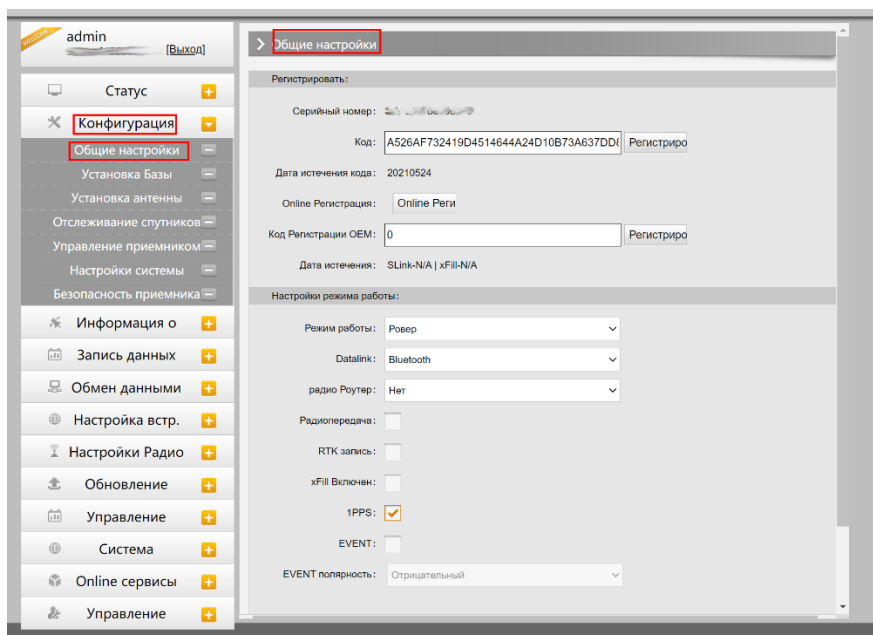 WELCOME
admin
[Выход]
Статус
Конфигурация
Общие настройки
Установка Базы
Установка антенны
Отслеживание спутников
Управление приемником
Настройки системы
Безопасность приемника
Информация о
Запись данных
Обмен данными
Настройка встр.
Настройки Радио
Обновление
Управление
Система
Online сервисы
Управление
Общие настройки
Регистрировать:
Серийный номер:
Код: A526AF732419D4514644A24D10B73A637DD8 Регистриро
Дата истечения кода: 20210524
Online Регистрация: Online Реги
Код Регистрации OEM: 0 Регистриро
Дата истечения: SLink-N/A | xFill-N/A
Настройки режима работы:
Режим работы: Ровер
Datalink: Bluetooth
радио Роутер: Нет
Радиопередача:
RTK запись:
xFill Включен:
1PPS:
EVENT:
EVENT полярность: Отрицательный